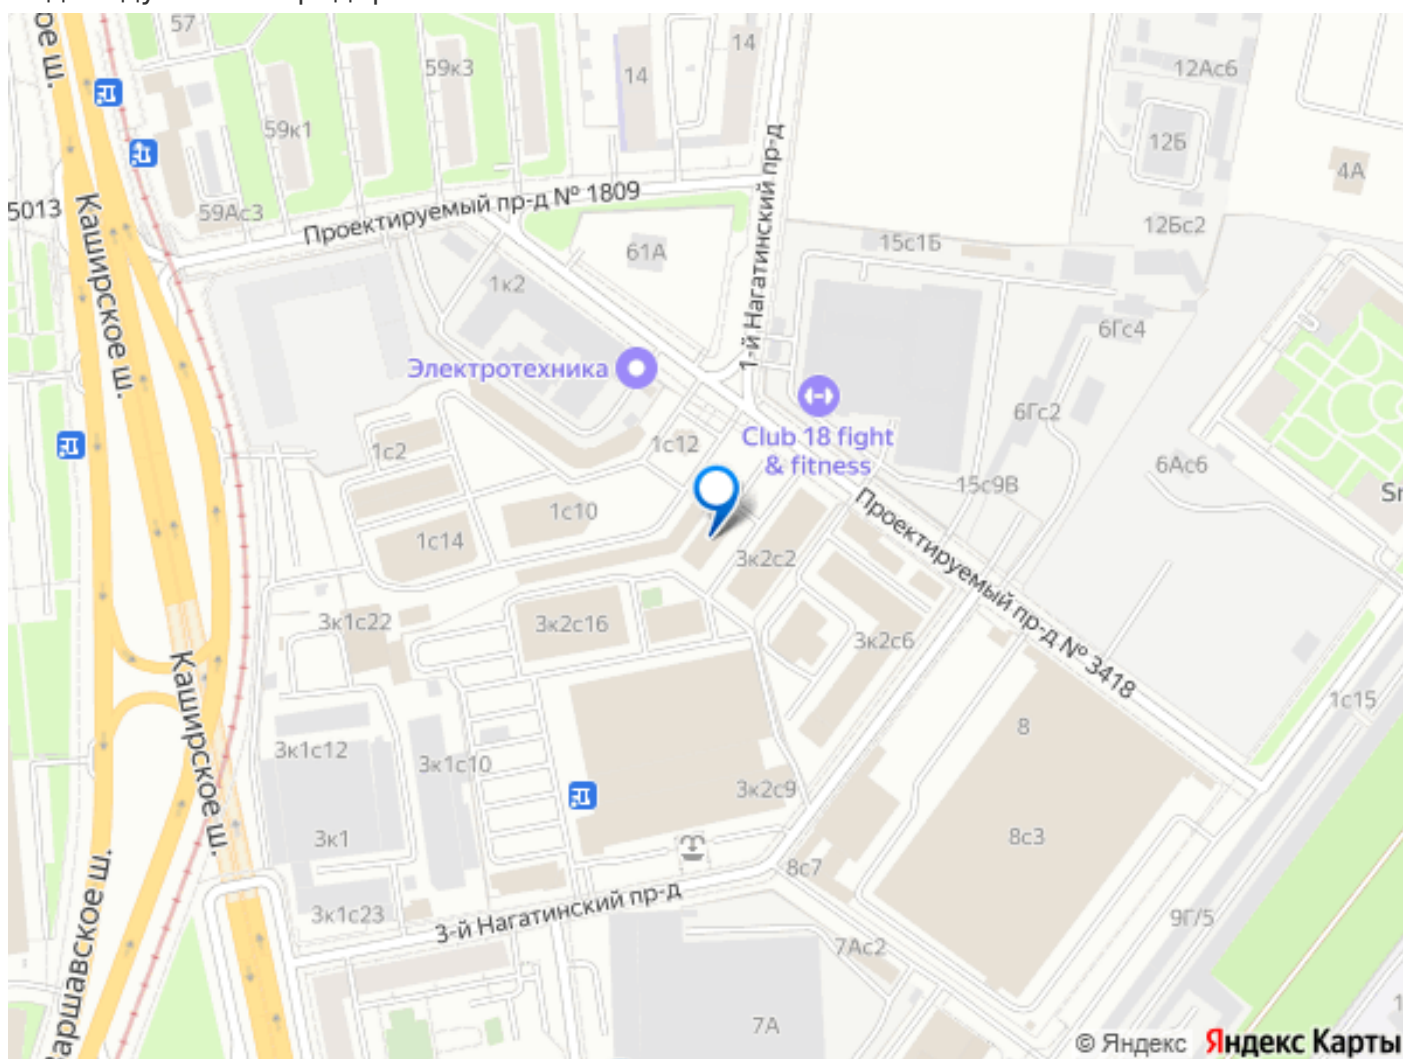 57
ое ш.
59к3
14
14
12Ас6
59к1
12Б
4А
5013
59Ас3
Проектируемый пр-д № 1809
1-й Нагатинский пр-д
12Бс2
Каширское ш.
61А
15с1Б
1к2
6Гс4
Электротехника
6Гс2
Club 18 fight
& fitness
1с2
1с12
6Ас6
15с9В
1с10
1с14
3к2с2
Проектируемый пр-д № 3418
3к1с22
3к2с16
3к2с6
Каширское ш.
1с15
8
3к1с12
3к1с10
3к2с9
3к1
8с3
8с7
3к1с23
3-й Нагатинский пр-д
9Г/5
7Ас2
аршавское ш.
7А
© Яндекс Яндекс Карты